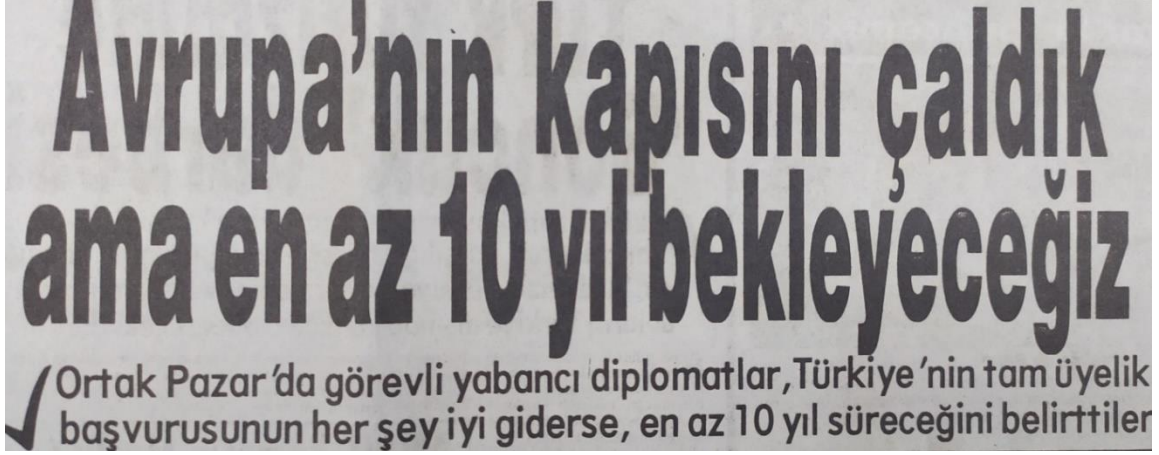 Avrupa'nın kapısını çaldık
ama en az 10 yıl bekleyeceğiz
✓ Ortak Pazar'da görevli yabancı diplomatlar, Türkiye'nin tam üyelik
başvurusunun her şey iyi giderse, en az 10 yıl süreceğini belirttiler